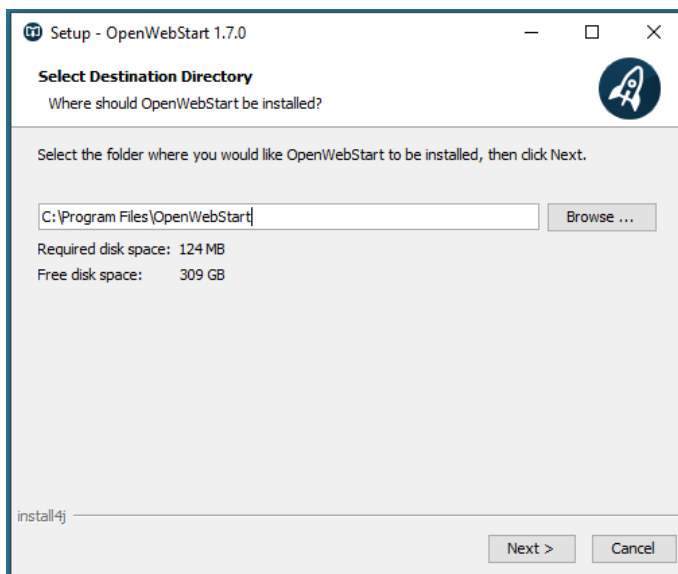 Setup - OpenWebStart 1.7.0
Select Destination Directory
Where should OpenWebStart be installed?
Select the folder where you would like OpenWebStart to be installed, then click Next.
C:\Program Files\OpenWebStart
Browse ...
Required disk space: 124 MB
Free disk space: 309 GB
install4j
Next >
Cancel